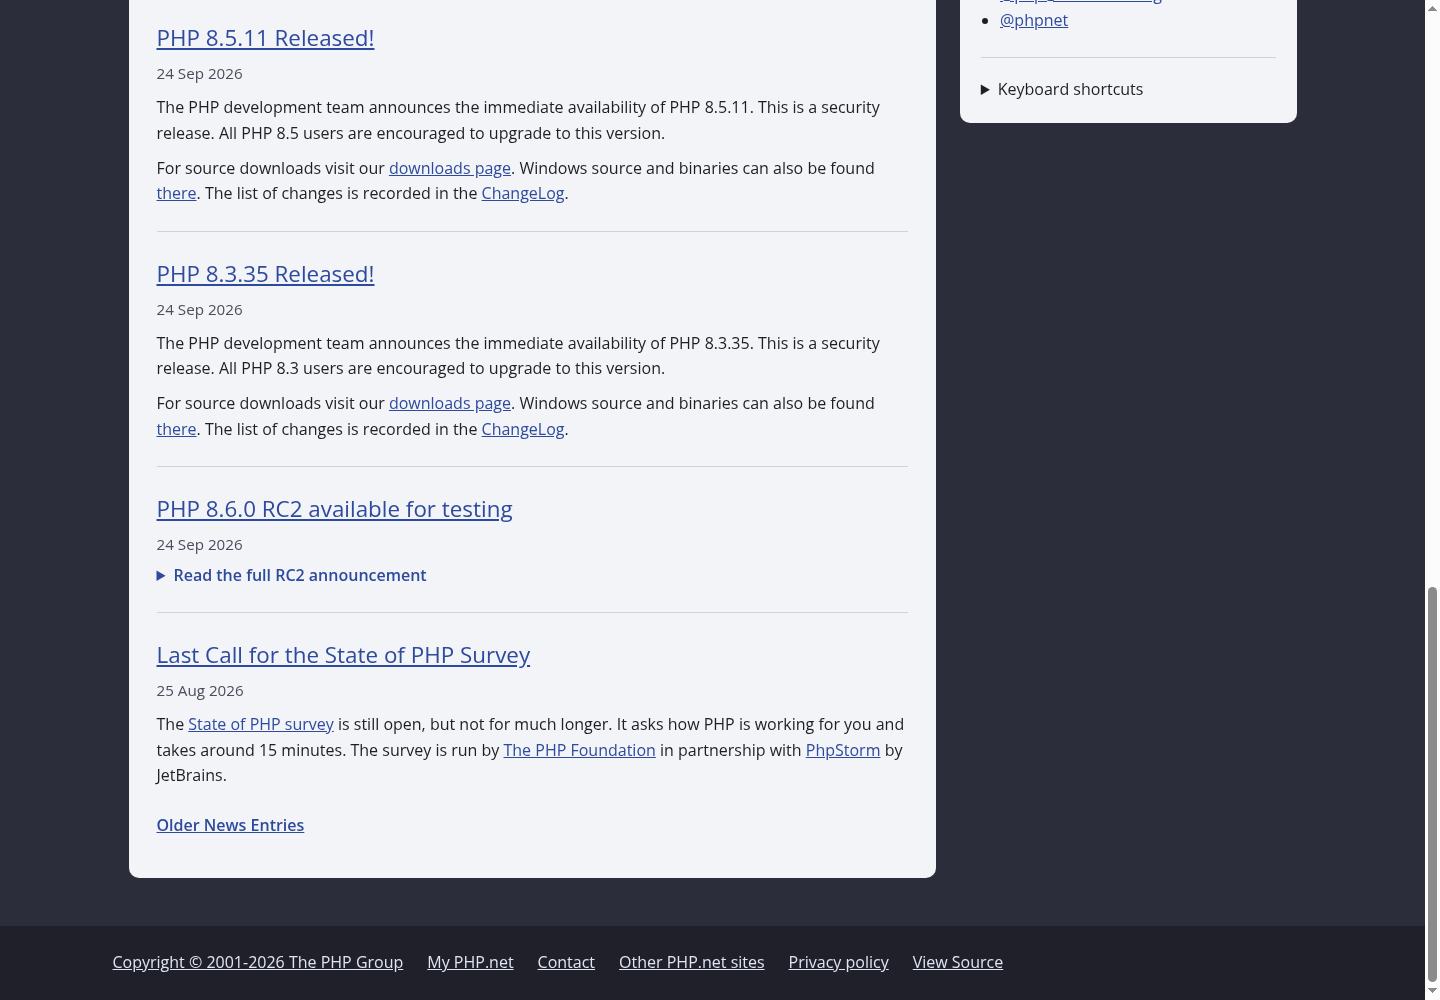 PHP 8.5.11 Released!
24 Sep 2026
The PHP development team announces the immediate availability of PHP 8.5.11. This is a security
release. All PHP 8.5 users are encouraged to upgrade to this version.
For source downloads visit our downloads page. Windows source and binaries can also be found
there. The list of changes is recorded in the ChangeLog.
PHP 8.3.35 Released!
24 Sep 2026
The PHP development team announces the immediate availability of PHP 8.3.35. This is a security
release. All PHP 8.3 users are encouraged to upgrade to this version.
For source downloads visit our downloads page. Windows source and binaries can also be found
there. The list of changes is recorded in the ChangeLog.
PHP 8.6.0 RC2 available for testing
24 Sep 2026
Read the full RC2 announcement
Last Call for the State of PHP Survey
25 Aug 2026
The State of PHP survey is still open, but not for much longer. It asks how PHP is working for you and
takes around 15 minutes. The survey is run by The PHP Foundation in partnership with PhpStorm by
JetBrains.
Older News Entries
@phpnet
Keyboard shortcuts
Copyright © 2001-2026 The PHP Group
My PHP.net
Contact
Other PHP.net sites
Privacy policy
View Source